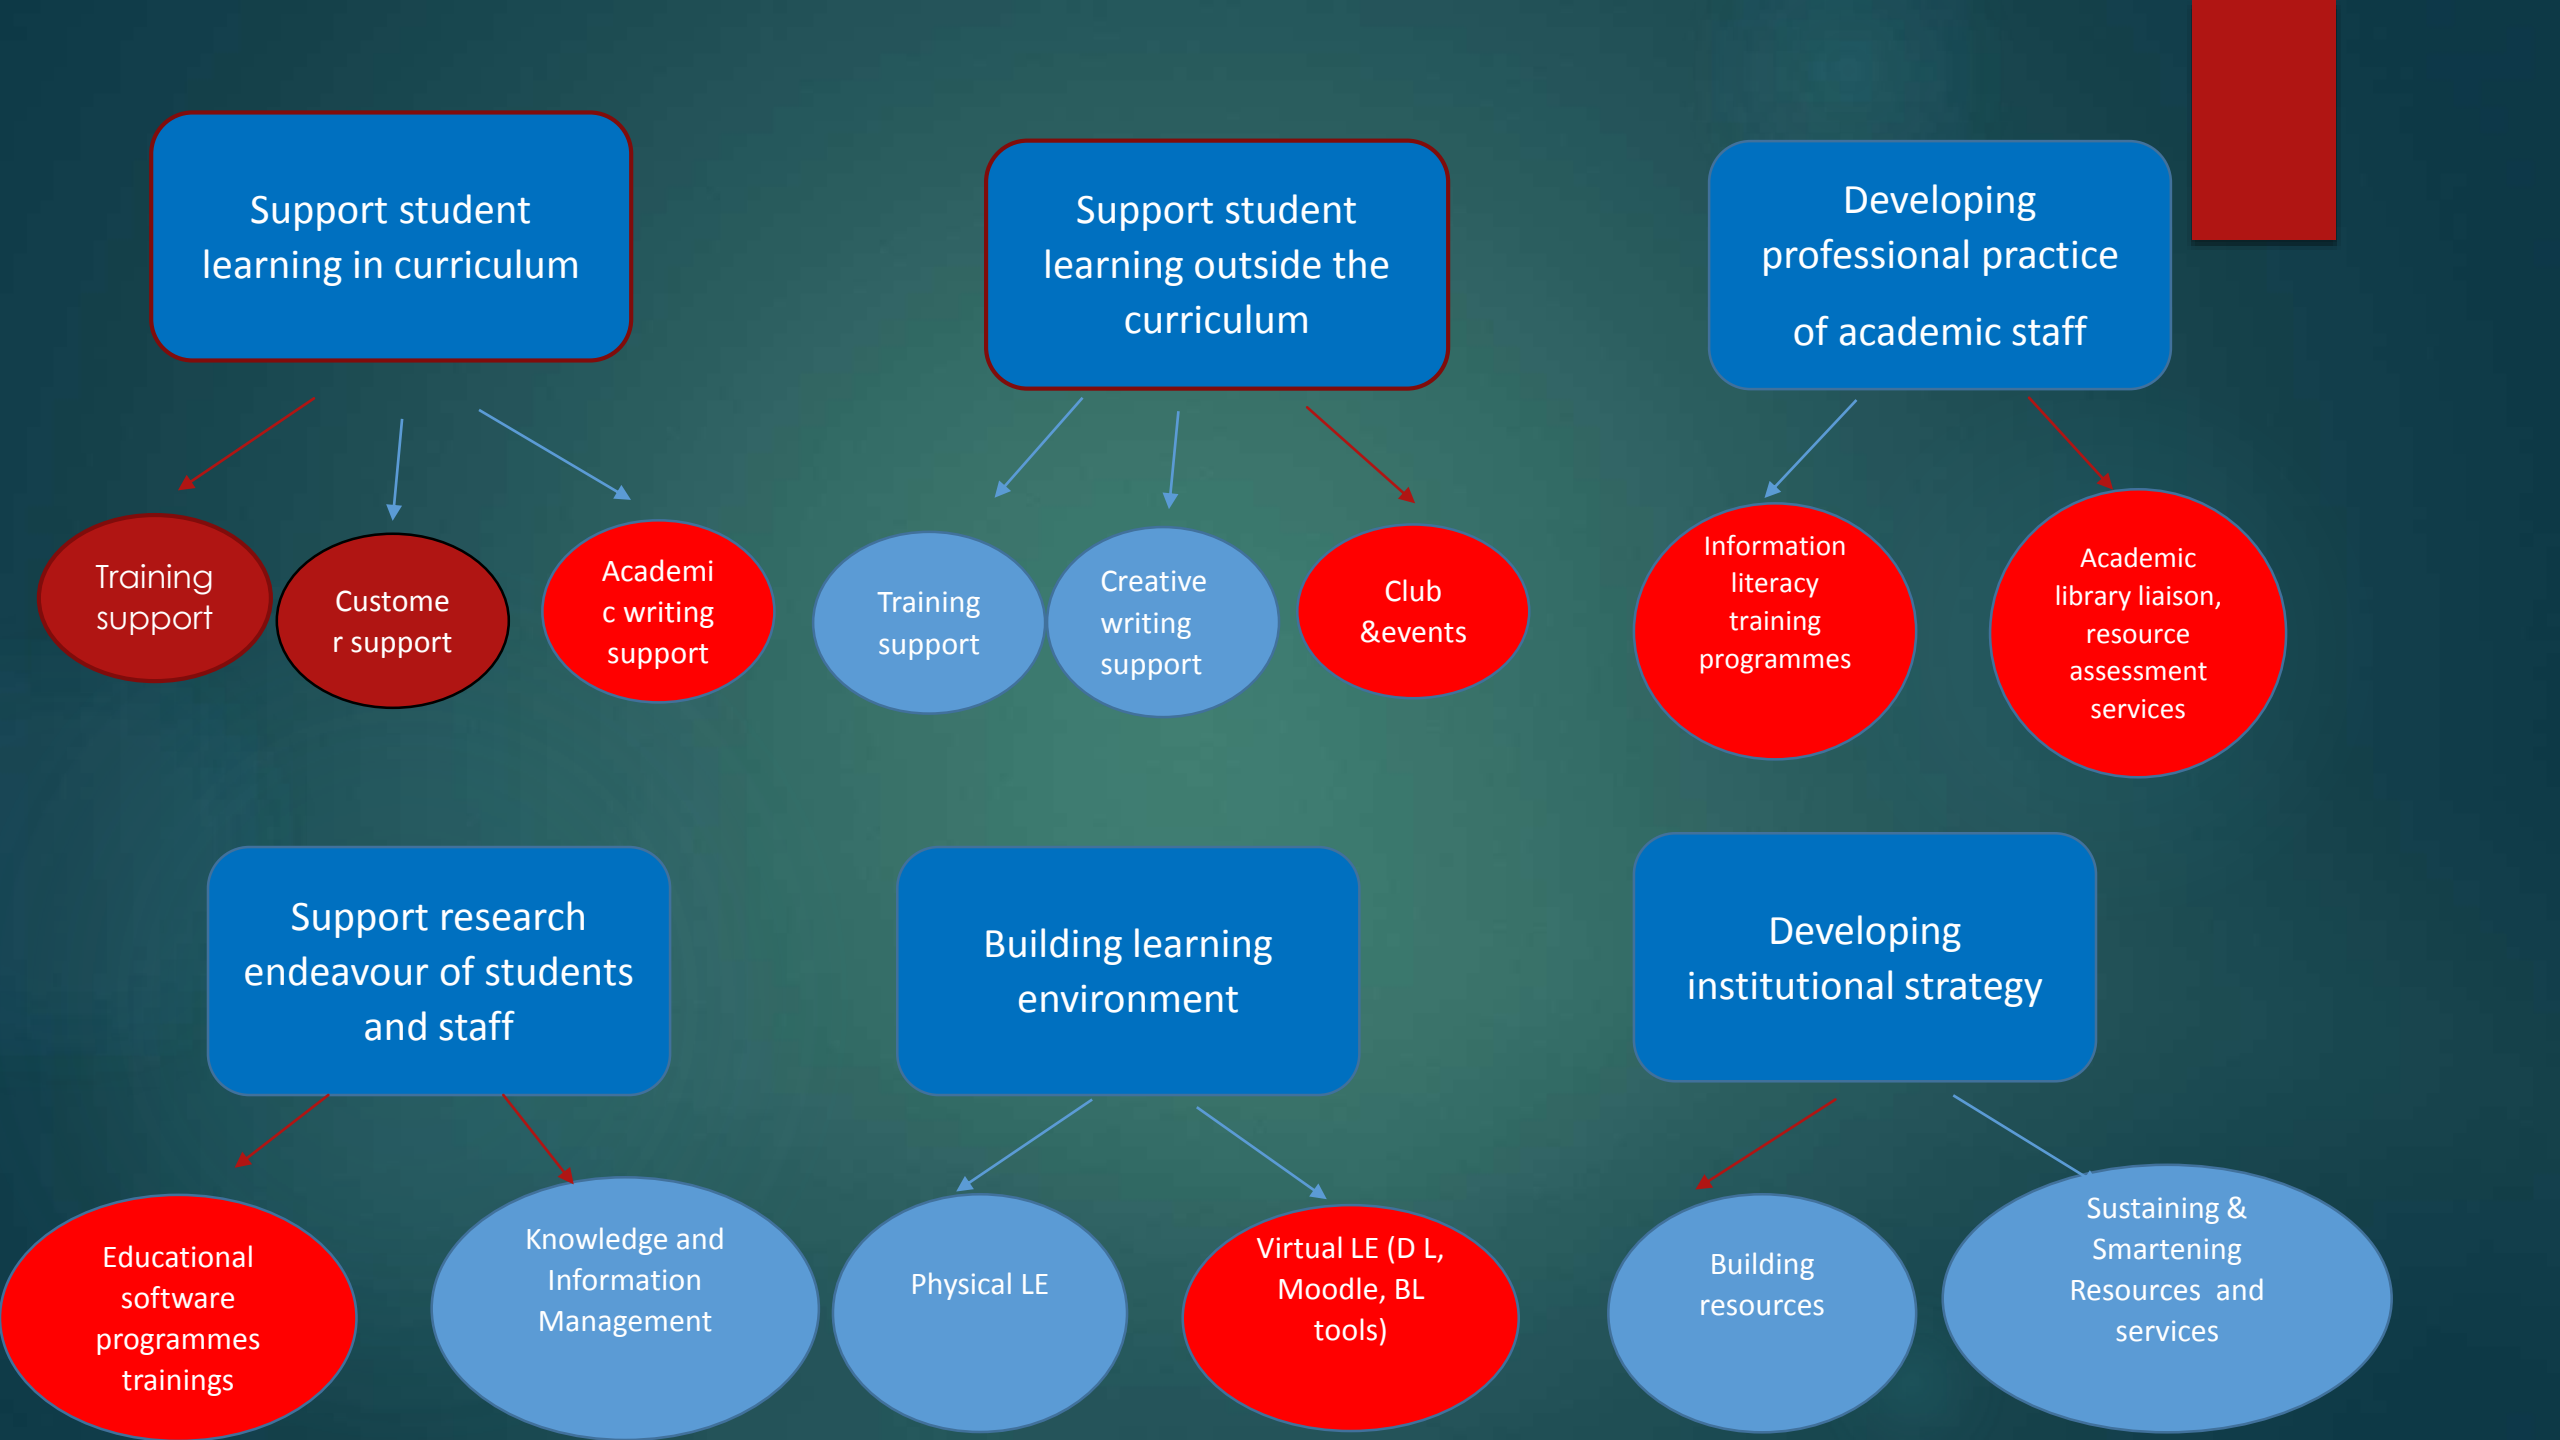 Support student
learning in curriculum
Support student
learning outside the
curriculum
Developing
professional practice
of academic staff
Training
support
Custome
r support
Academi
c writing
support
Training
support
Creative
writing
support
Club
&events
Information
literacy
training
programmes
Academic
library liaison,
resource
assessment
services
Support research
endeavour of students
and staff
Building learning
environment
Developing
institutional strategy
Educational
software
programmes
trainings
Knowledge and
Information
Management
Physical LE
Virtual LE (D L,
Moodle, BL
tools)
Building
resources
Sustaining &
Smartening
Resources  and
services